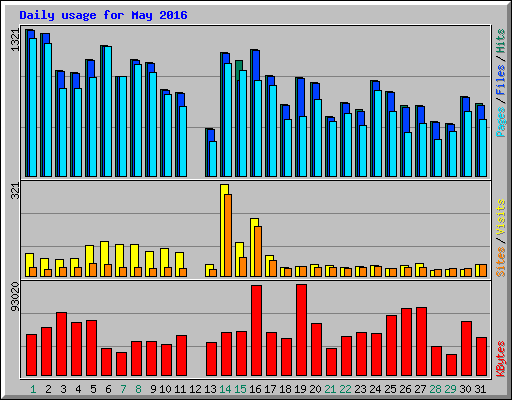 Daily usage for May 2016
1321
Pages / Files / Hits
321
Sites / Visits
93020
KBytes
1 2 3 4 5 6 7 8 9 10 11 12 13 14 15 16 17 18 19 20 21 22 23 24 25 26 27 28 29 30 31